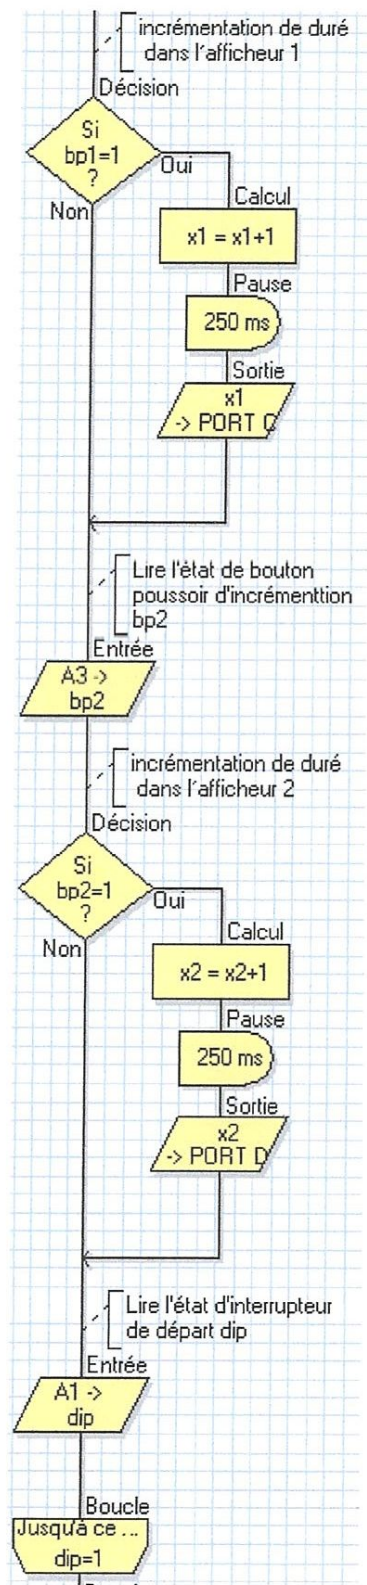 incrémentation de duré
dans l'afficheur 1
Décision
Si
bp1=1
?
Oui
Non
Calcul
x1 = x1+1
Pause
250 ms
Sortie
x1
-> PORT C
Lire l'état de bouton
poussoir d'incrémenttion
bp2
Entrée
A3 ->
bp2
incrémentation de duré
dans l'afficheur 2
Décision
Si
bp2=1
?
Oui
Non
Calcul
x2 = x2+1
Pause
250 ms
Sortie
x2
-> PORT D
Lire l'état d'interrupteur
de départ dip
Entrée
A1 ->
dip
Boucle
Jusqu'à ce ...
dip=1